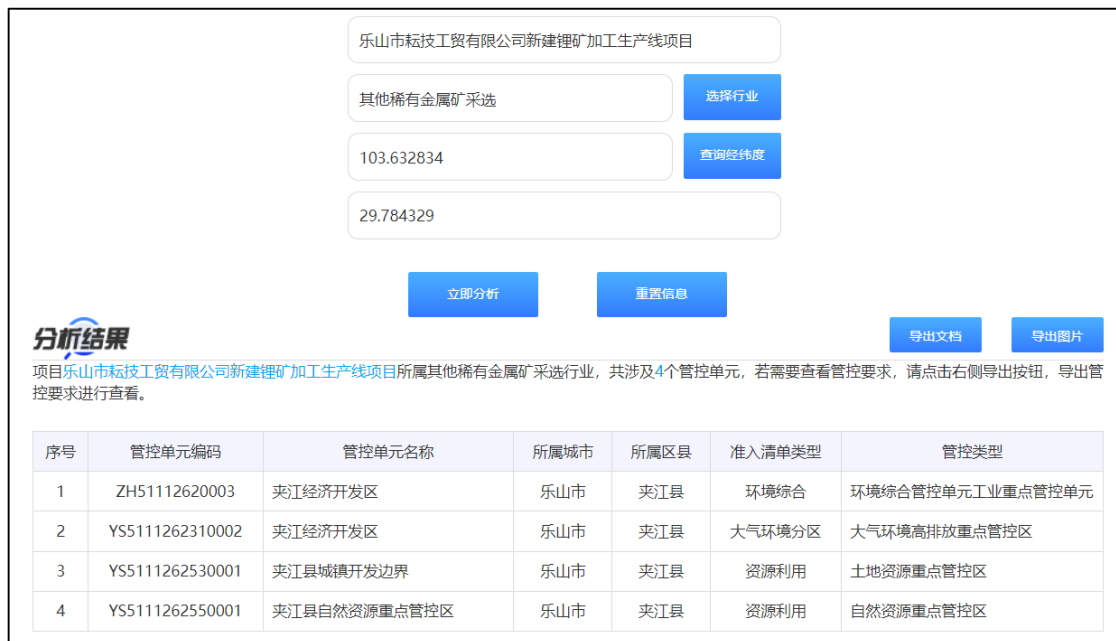 乐山市耘技工贸有限公司新建锂矿加工生产线项目
其他稀有金属矿采选 选择行业
103.632834 查询经纬度
29.784329
立即分析 重置信息
分析结果 导出文档 导出图片
项目乐山市耘技工贸有限公司新建锂矿加工生产线项目所属其他稀有金属矿采选行业，共涉及4个管控单元，若需要查看管控要求，请点击右侧导出按钮，导出管
控要求进行查看。
序号 管控单元编码 管控单元名称 所属城市 所属区县 准入清单类型 管控类型
1 ZH51112620003 夹江经济开发区 乐山市 夹江县 环境综合 环境综合管控单元工业重点管控单元
2 YS5111262310002 夹江经济开发区 乐山市 夹江县 大气环境分区 大气环境高排放重点管控区
3 YS5111262530001 夹江县城镇开发边界 乐山市 夹江县 资源利用 土地资源重点管控区
4 YS5111262550001 夹江县自然资源重点管控区 乐山市 夹江县 资源利用 自然资源重点管控区